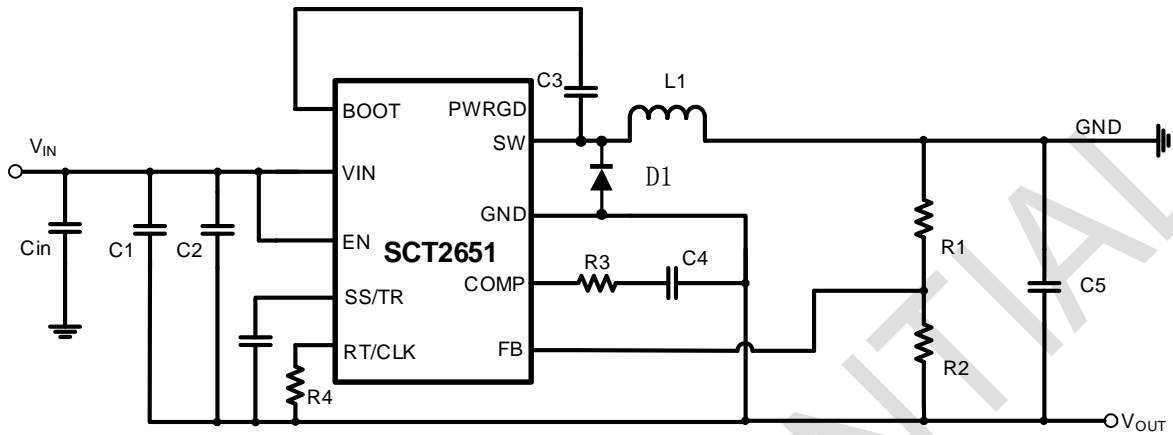 C3
L1
BOOT
PWRGD
GND
SW
VIN
VIN
D1
GND
Cin
C1
C2
EN
SCT2651
R1
R3
C4
COMP
C5
SS/TR
FB
R2
RT/CLK
R4
VOUT
NTIAL